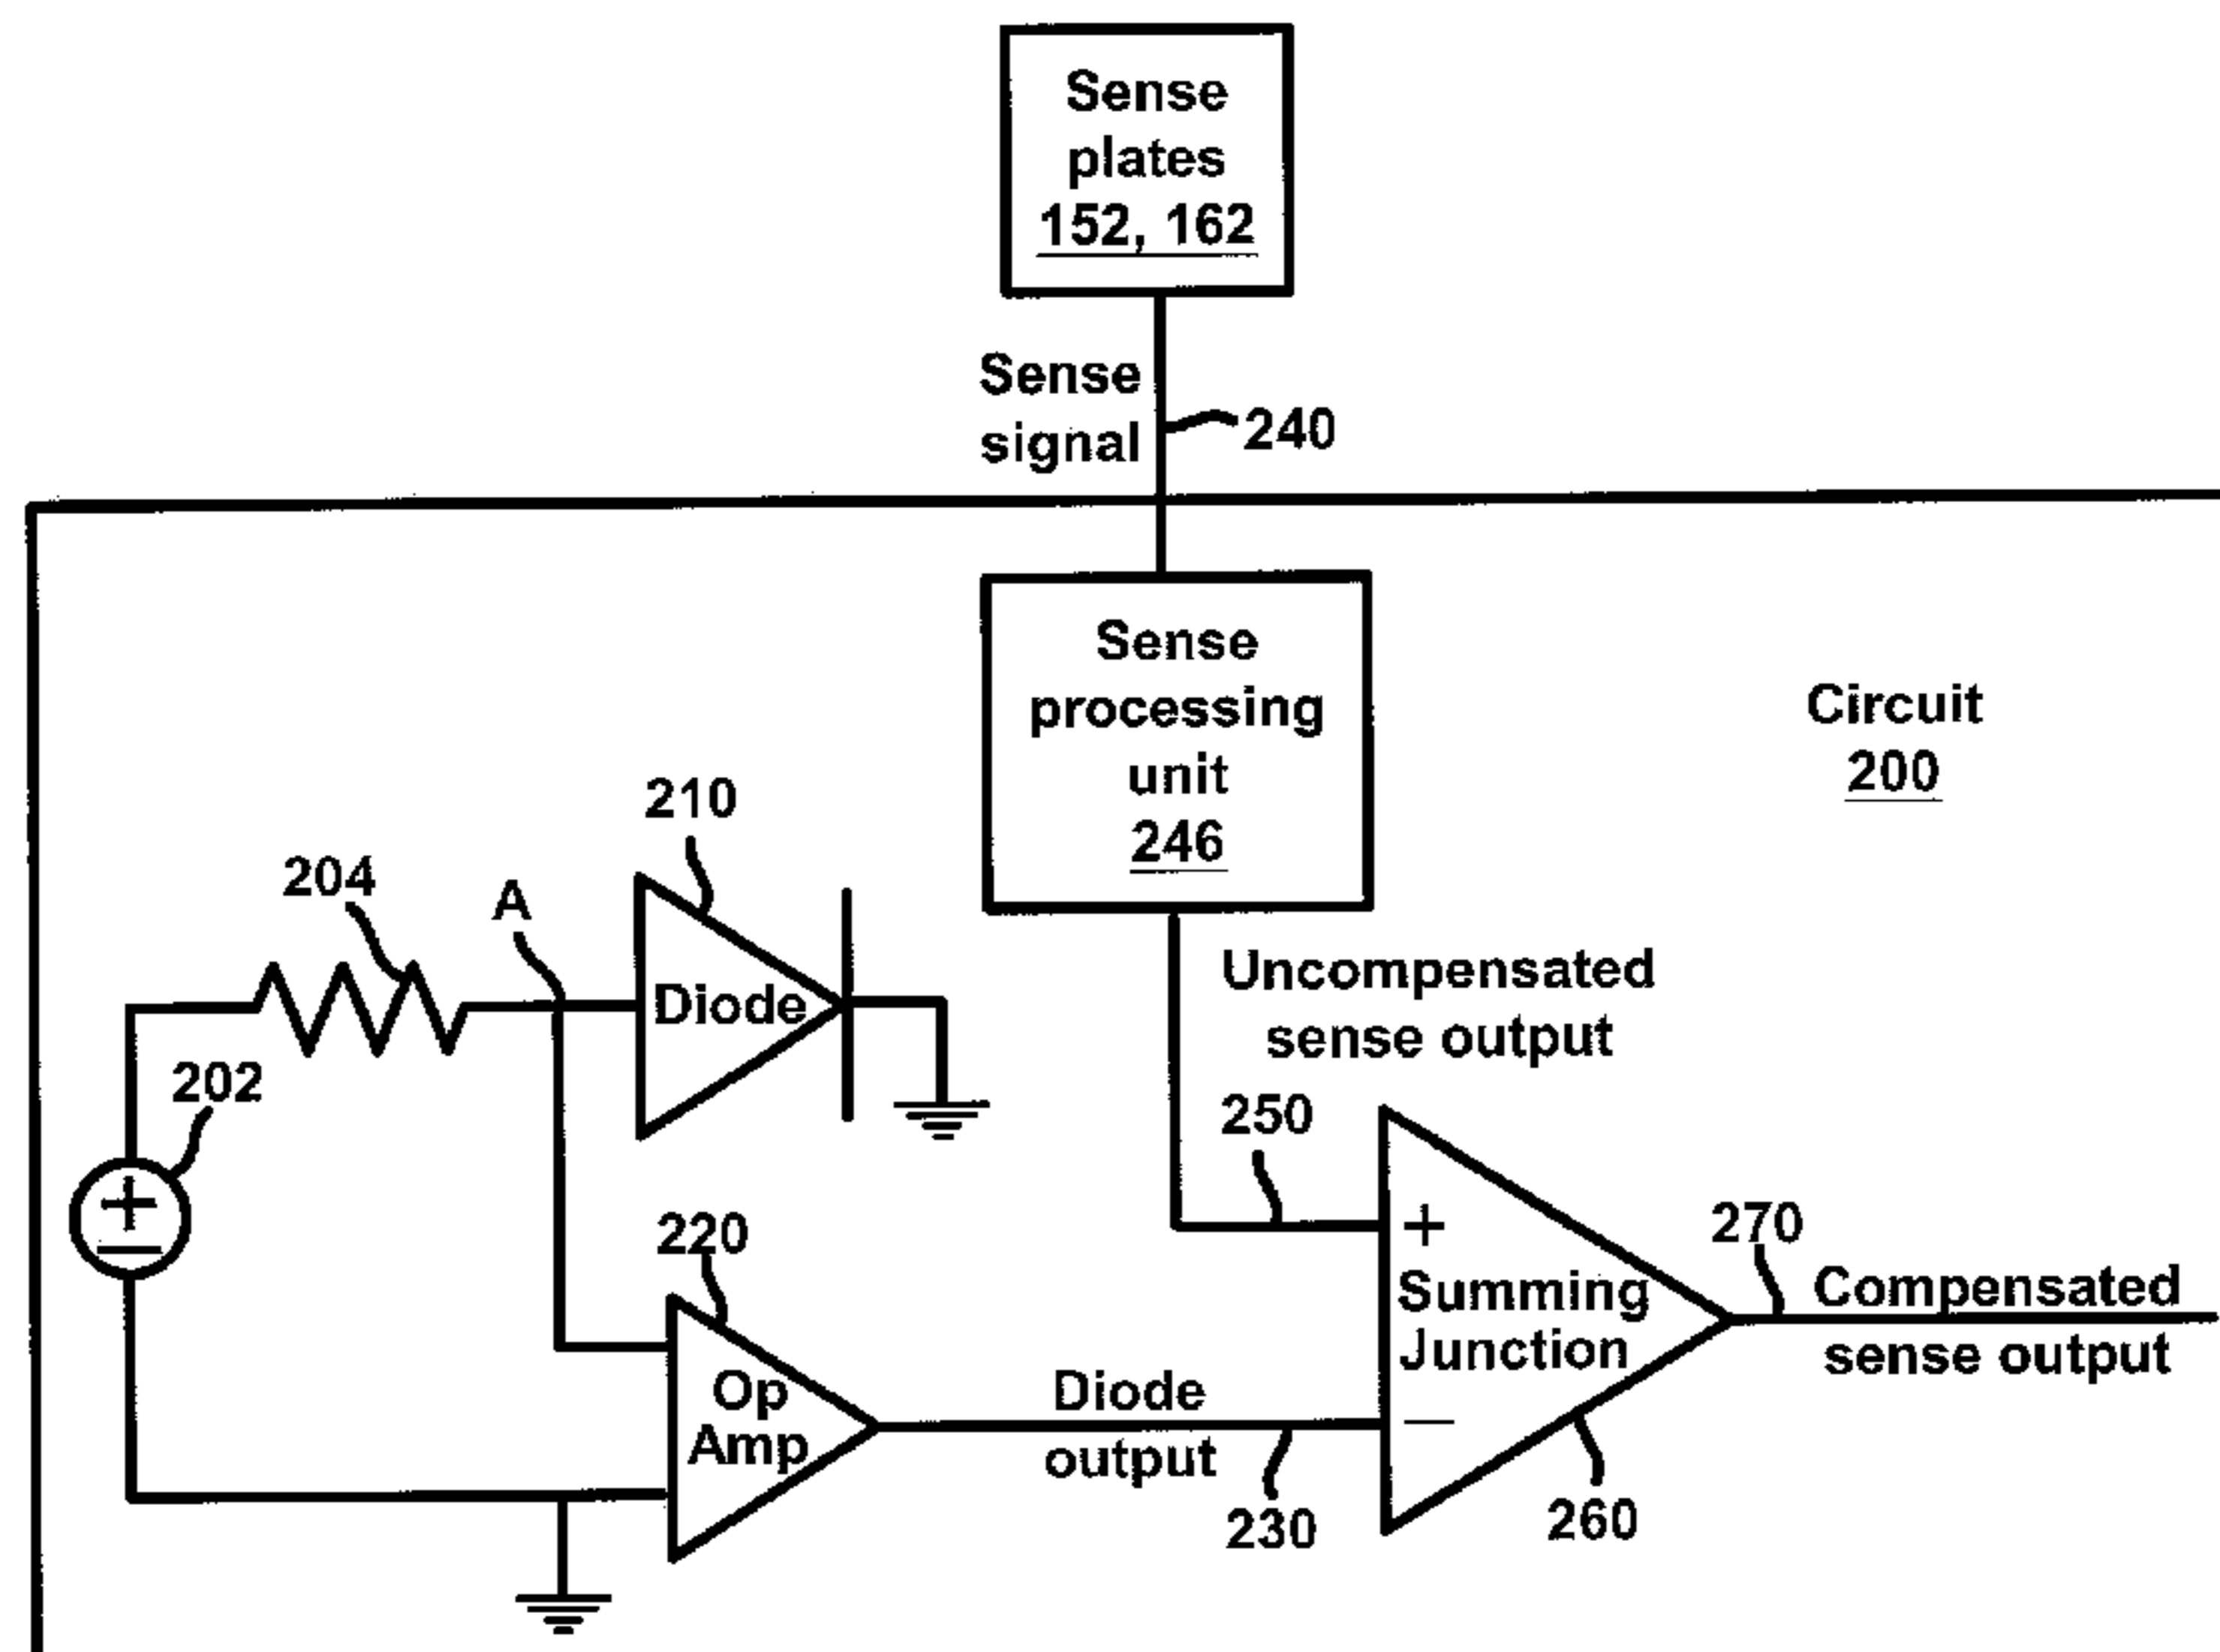 Sense
plates
152, 162
Sense
signal
240
Sense
processing
unit
246
Circuit
200
210
204
A
Diode
202
Uncompensated
sense output
250
220
+
Summing
Junction
—
270
Compensated
sense output
Op
Amp
Diode
output
230
260
+
—